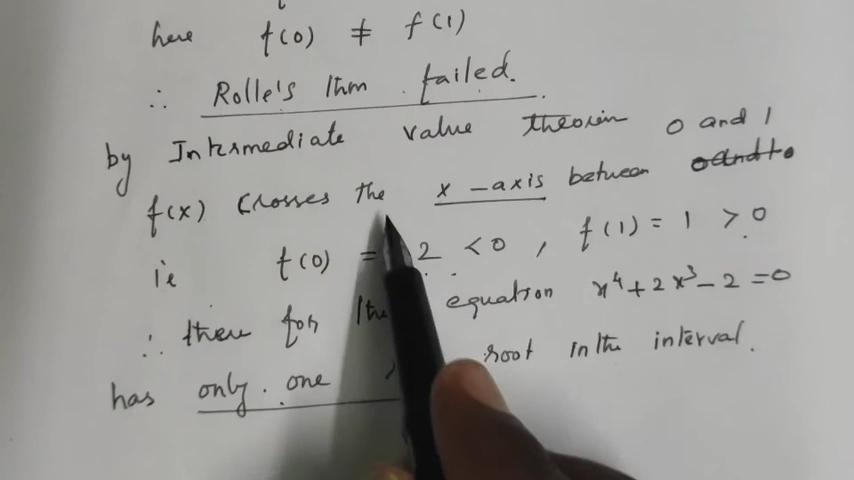 here f(0) ≠ f(1)
∴ Rolle's thm failed.
by Intermediate value theorem 0 and 1
f(x) crosses the x-axis between
ie f(0) = 2 < 0, f(1) = 1 > 0
∴ there for the equation x⁴+2x³-2=0
has only one root in the interval.